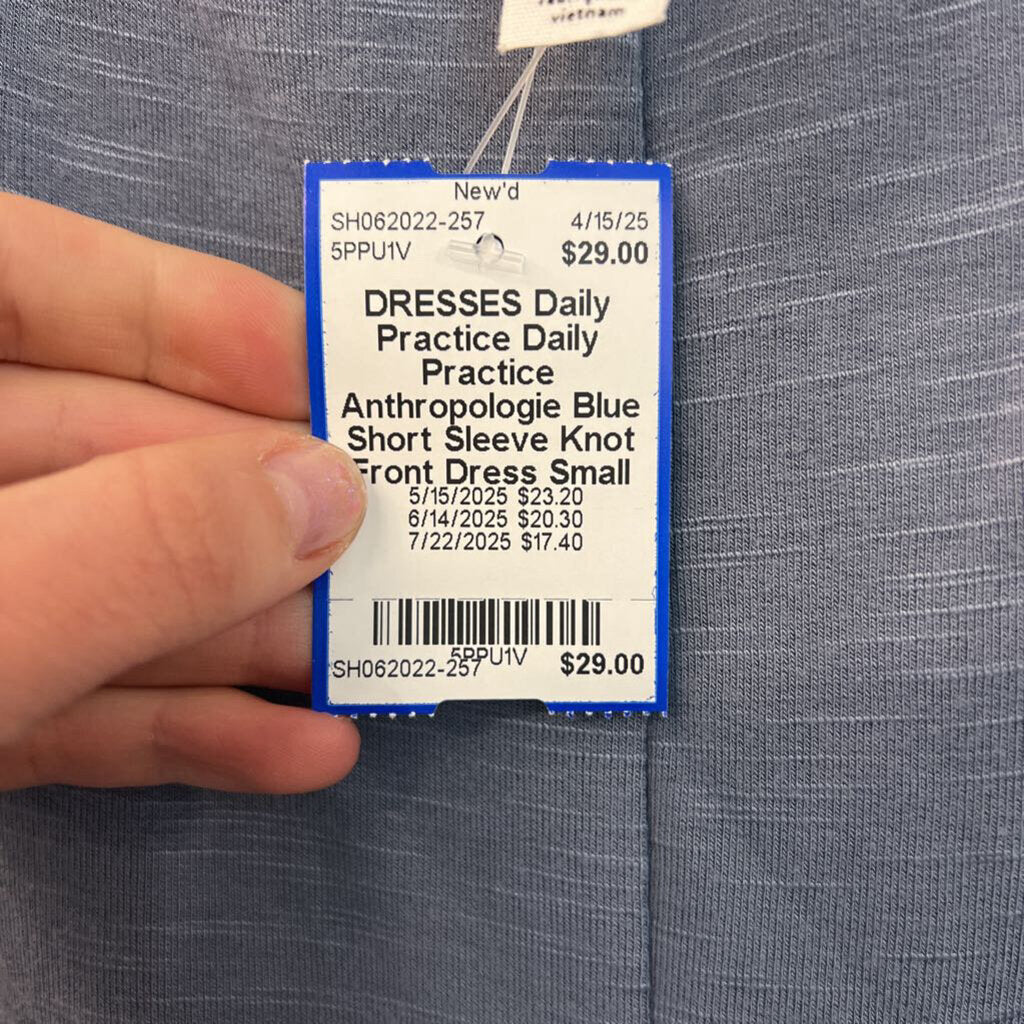 vietnam
New'd
SH062022-257 4/15/25
5PPU1V $29.00
DRESSES Daily
Practice Daily
Practice
Anthropologie Blue
Short Sleeve Knot
Front Dress Small
5/15/2025 $23.20
6/14/2025 $20.30
7/22/2025 $17.40
5PPU1V
SH062022-257 $29.00